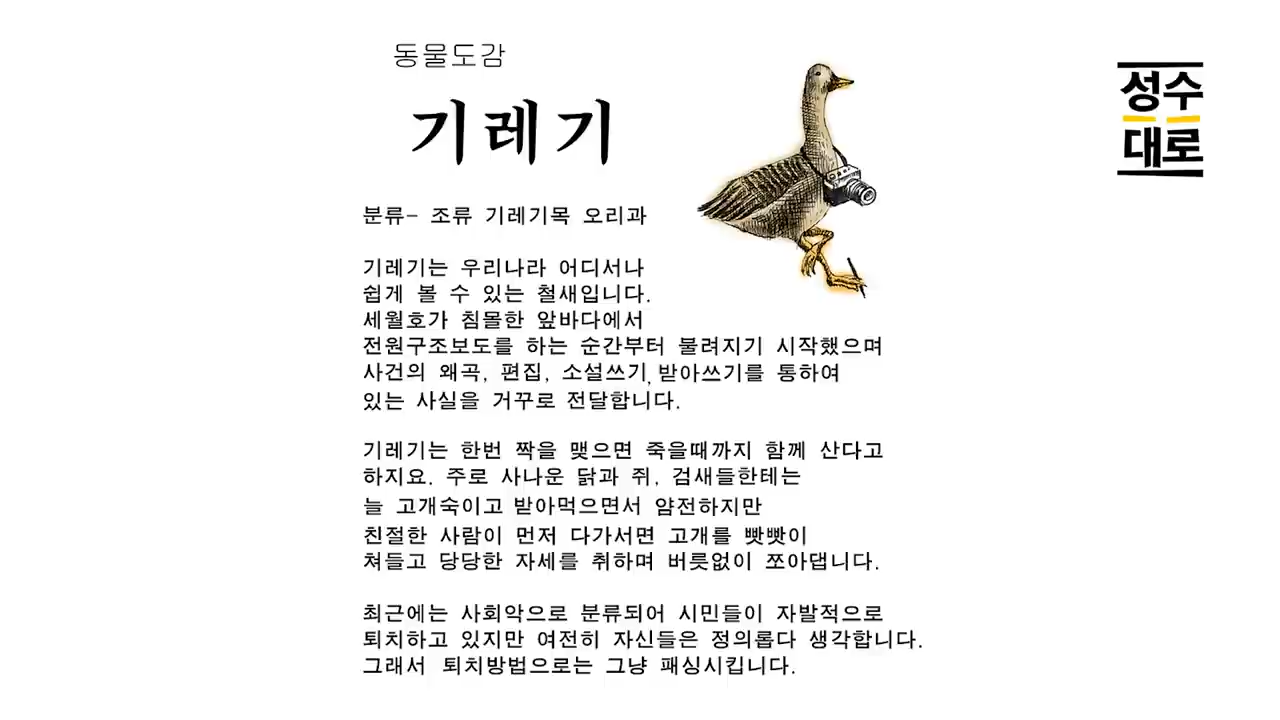 동물도감
기레기
성수
대로
분류- 조류 기레기목 오리과
기레기는 우리나라 어디서나
쉽게 볼 수 있는 철새입니다.
세월호가 침몰한 앞바다에서
전원구조보도를 하는 순간부터 불려지기 시작했으며
사건의 왜곡, 편집, 소설쓰기, 받아쓰기를 통하여
있는 사실을 거꾸로 전달합니다.
기레기는 한번 짝을 맺으면 죽을때까지 함께 산다고
하지요. 주로 사나운 닭과 쥐, 검새들한테는
늘 고개숙이고 받아먹으면서 얌전하지만
친절한 사람이 먼저 다가서면 고개를 빳빳이
쳐들고 당당한 자세를 취하며 버릇없이 쪼아댑니다.
최근에는 사회악으로 분류되어 시민들이 자발적으로
퇴치하고 있지만 여전히 자신들은 정의롭다 생각합니다.
그래서 퇴치방법으로는 그냥 패싱시킵니다.